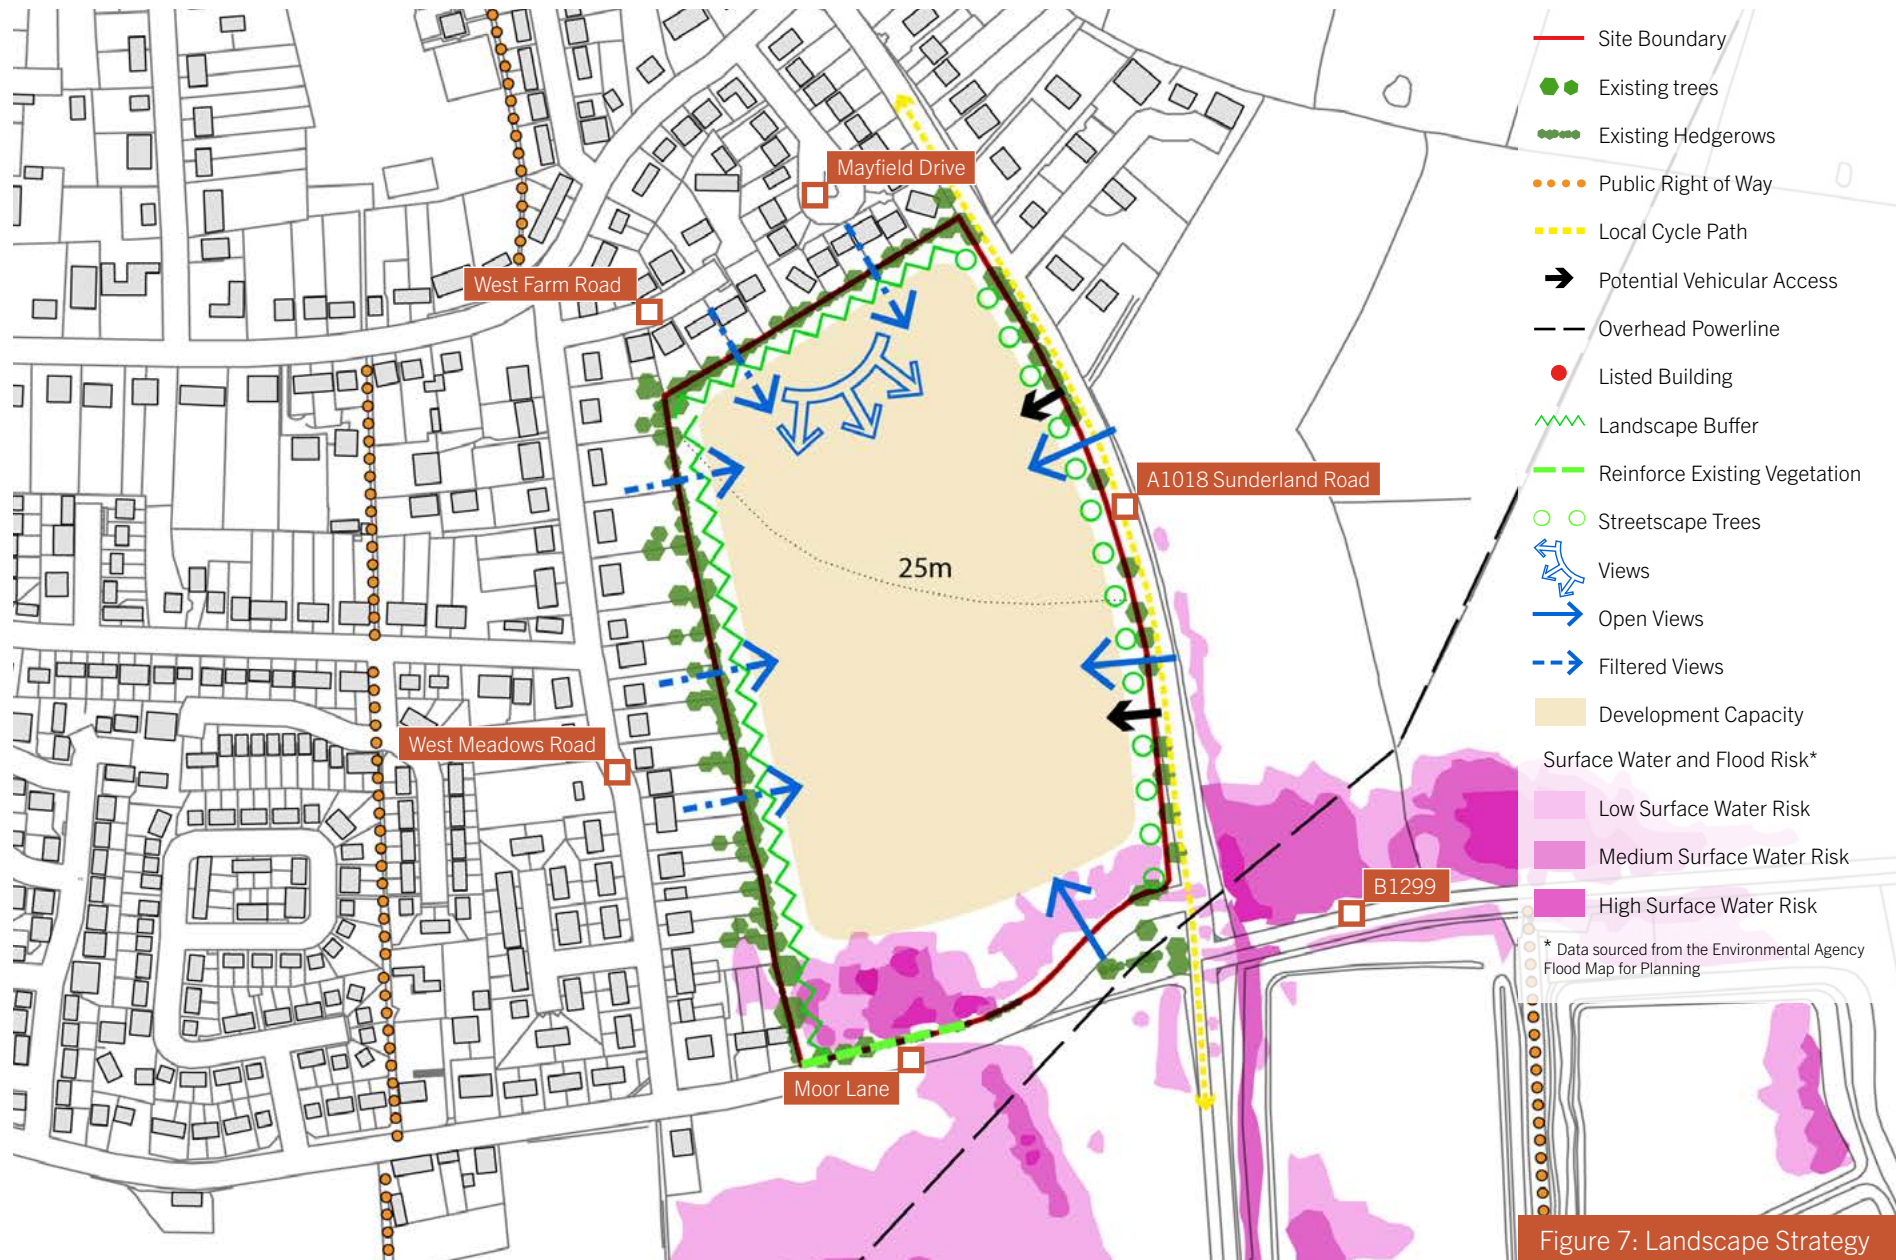 Mayfield Drive
West Farm Road
A1018 Sunderland Road
25m
West Meadows Road
B1299
Moor Lane
Site Boundary
Existing trees
Existing Hedgerows
Public Right of Way
Local Cycle Path
Potential Vehicular Access
Overhead Powerline
Listed Building
Landscape Buffer
Reinforce Existing Vegetation
Streetscape Trees
Views
Open Views
Filtered Views
Development Capacity
Surface Water and Flood Risk*
Low Surface Water Risk
Medium Surface Water Risk
High Surface Water Risk
* Data sourced from the Environmental Agency
Flood Map for Planning
Figure 7: Landscape Strategy